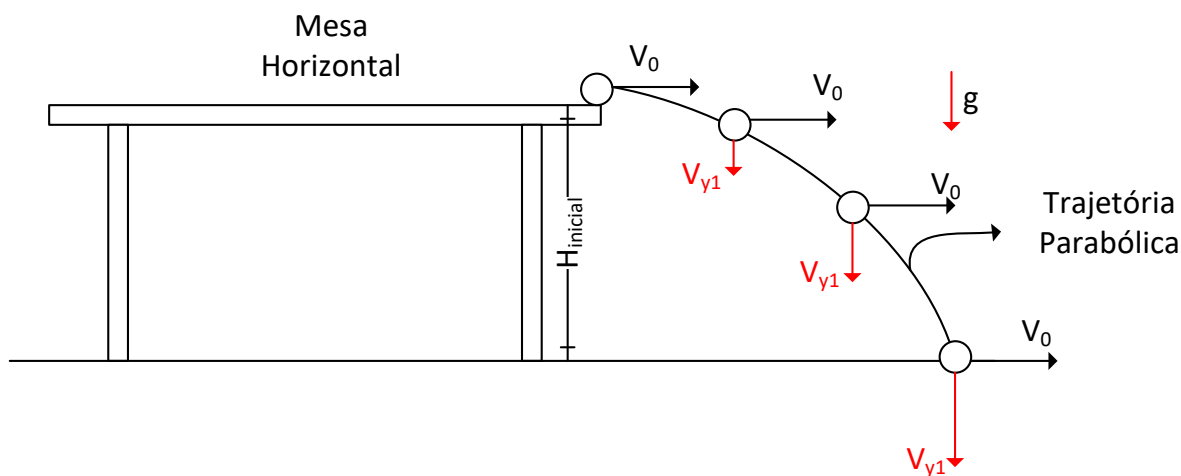 Mesa
Horizontal
V0
V0
g
Vy1
V0
Hinicial
Trajetória
Parabólica
Vy1
V0
Vy1